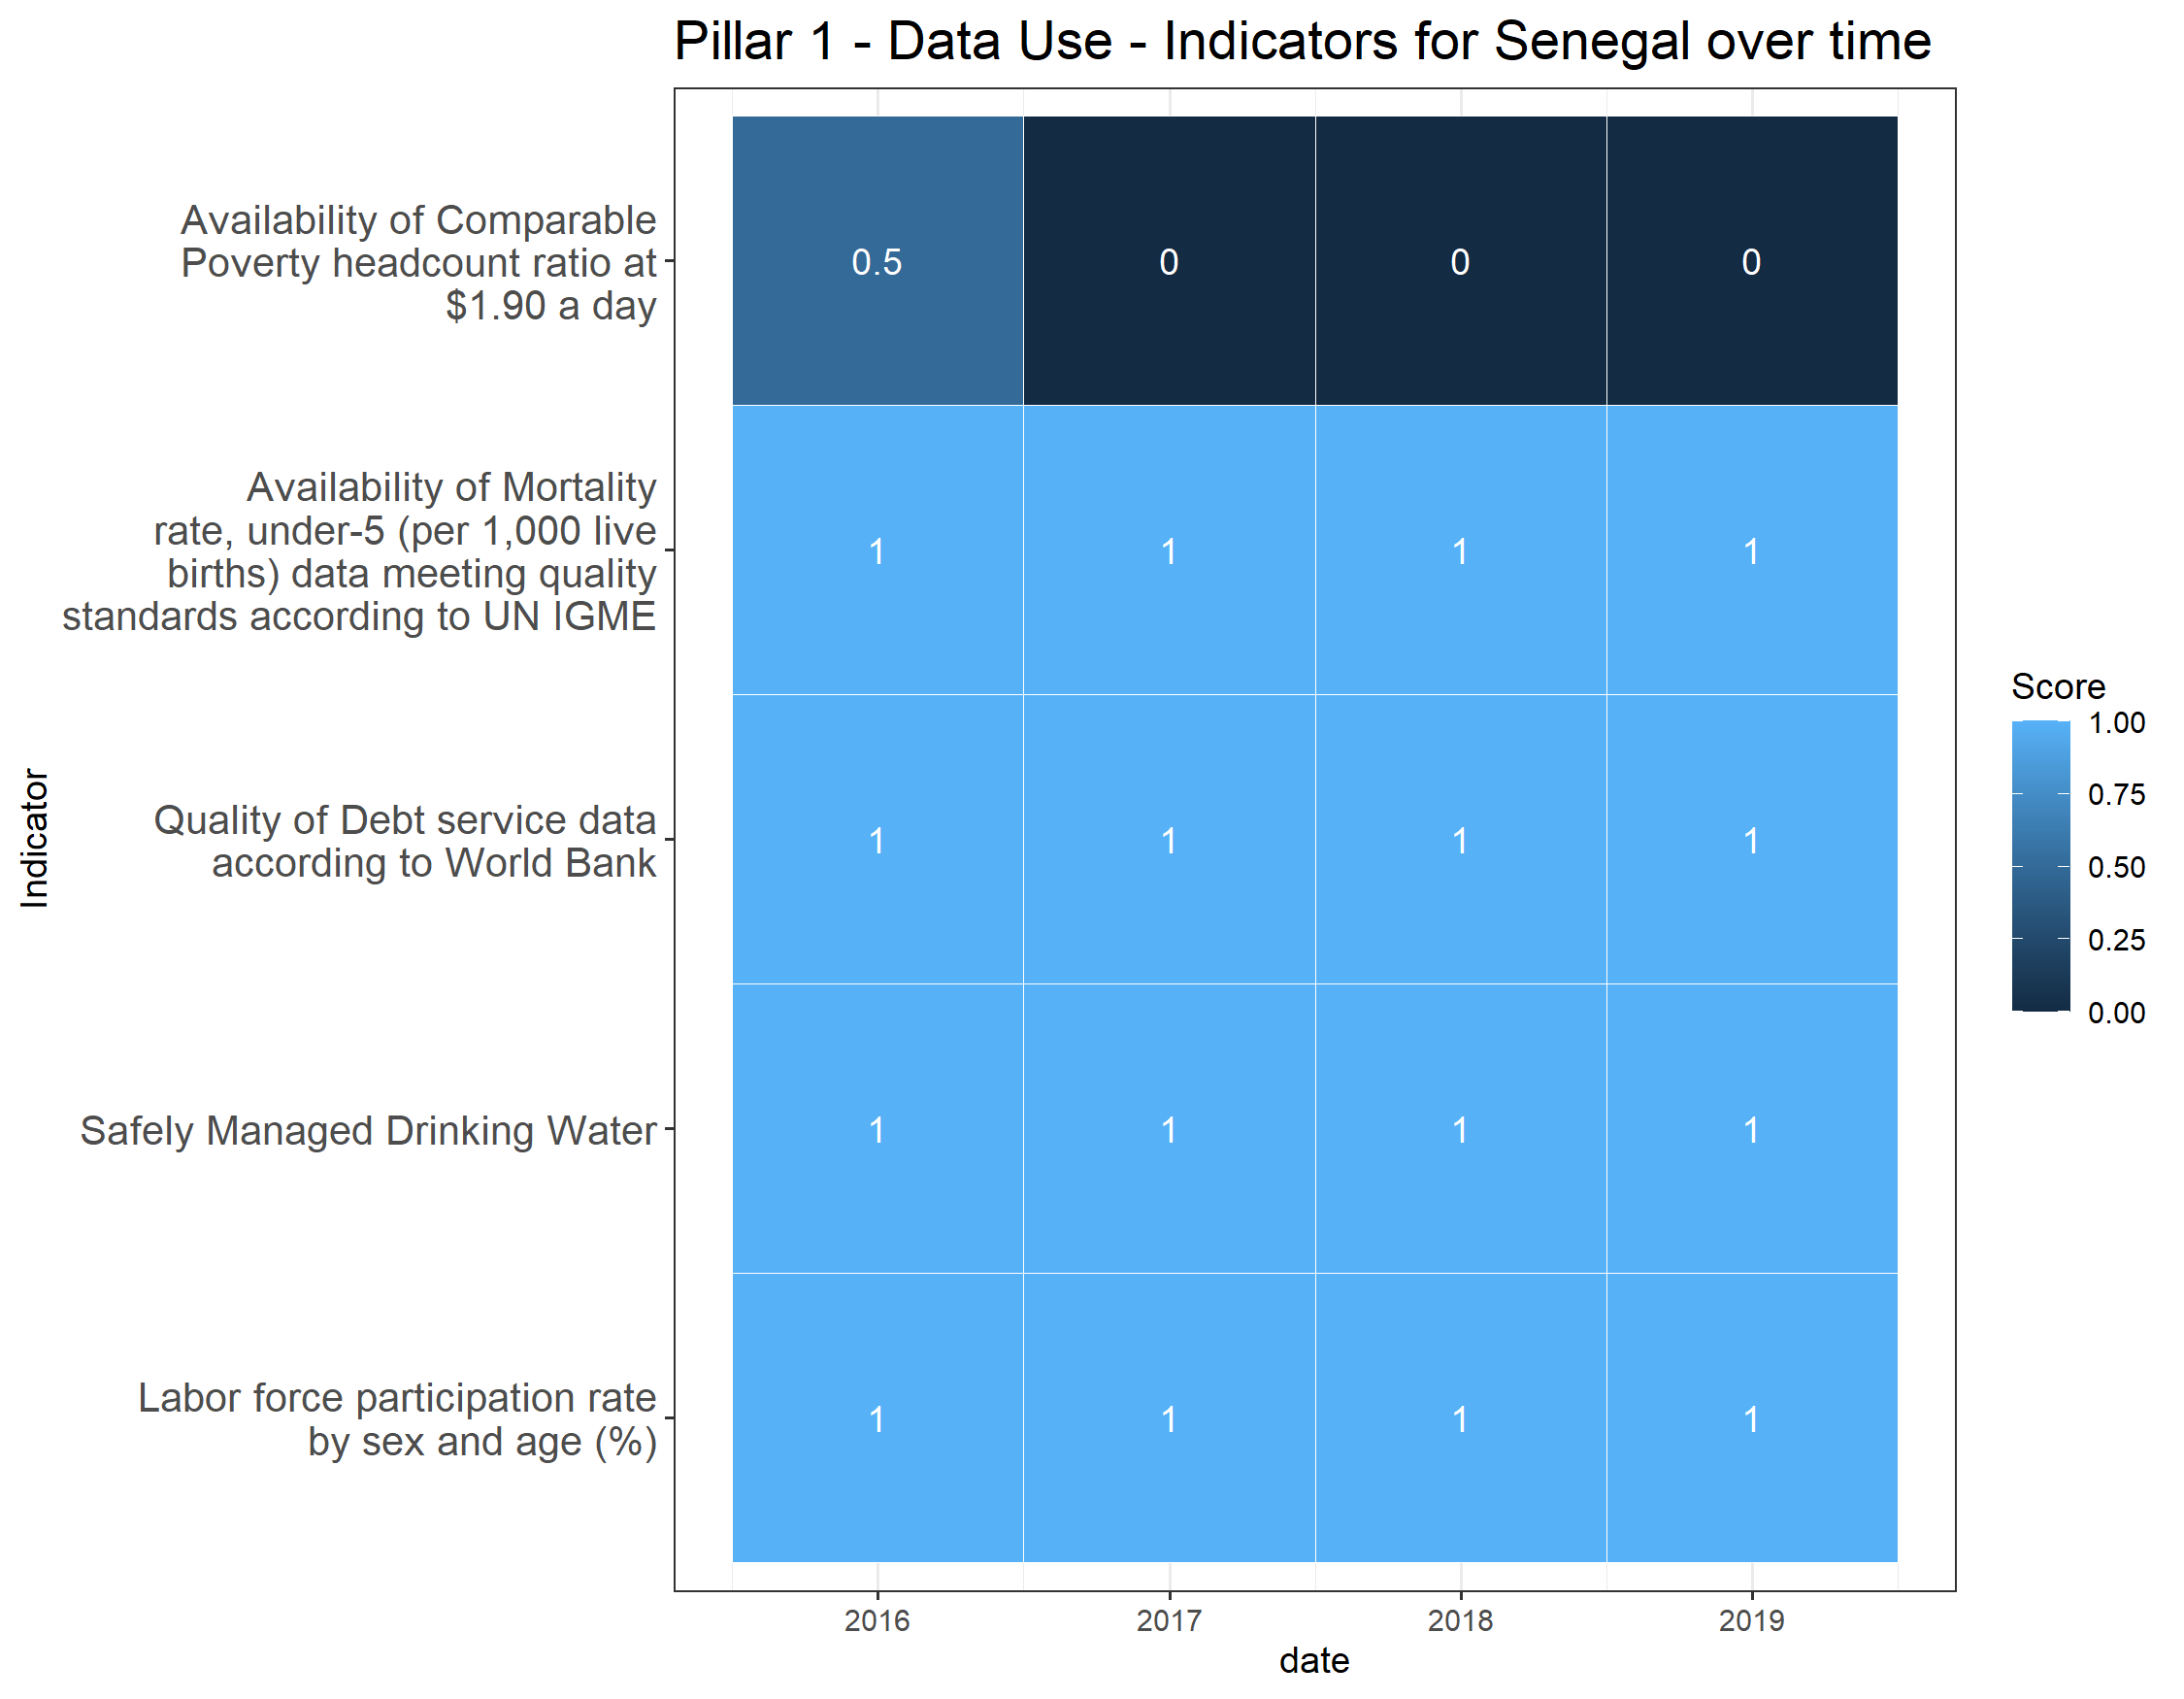 Pillar 1 - Data Use - Indicators for Senegal over time
Availability of Comparable
Poverty headcount ratio at
$1.90 a day
0.5 0 0 0
Availability of Mortality
rate, under-5 (per 1,000 live
births) data meeting quality
standards according to UN IGME
1 1 1 1
Quality of Debt service data
according to World Bank
1 1 1 1
Safely Managed Drinking Water
1 1 1 1
Labor force participation rate
by sex and age (%)
1 1 1 1
Indicator
2016 2017 2018 2019
date
Score
1.00
0.75
0.50
0.25
0.00